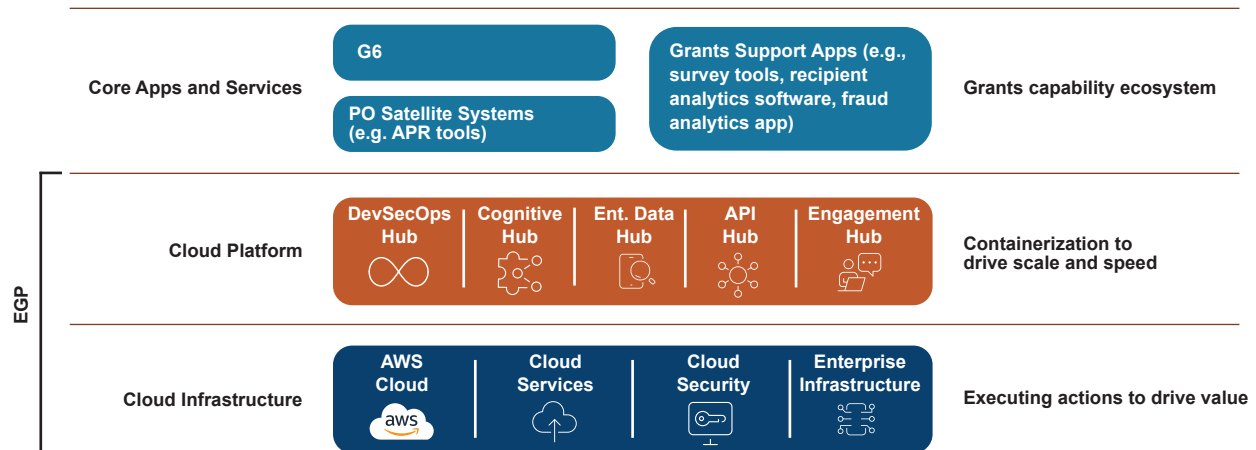 Core Apps and Services
G6
PO Satellite Systems
(e.g. APR tools)
Grants Support Apps (e.g.,
survey tools, recipient
analytics software, fraud
analytics app)
Grants capability ecosystem
EGP
Cloud Platform
DevSecOps
Hub
Cognitive
Hub
Ent. Data
Hub
API
Hub
Engagement
Hub
Containerization to
drive scale and speed
Cloud Infrastructure
AWS
Cloud
aws
Cloud
Services
Cloud
Security
Enterprise
Infrastructure
Executing actions to drive value